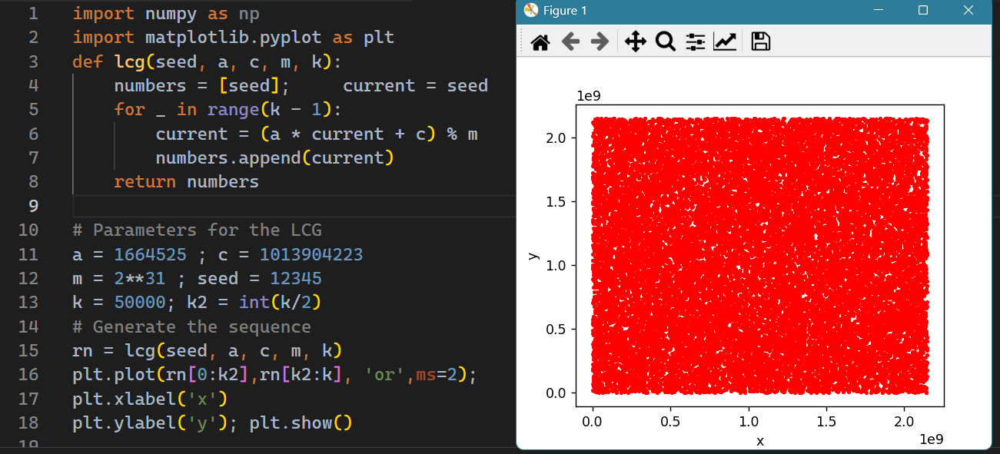 1 import numpy as np
2 import matplotlib.pyplot as plt
3 def lcg(seed, a, c, m, k):
4 numbers = [seed]; current = seed
5 for _ in range(k - 1):
6 current = (a * current + c) % m
7 numbers.append(current)
8 return numbers
9
10 # Parameters for the LCG
11 a = 1664525 ; c = 1013904223
12 m = 2**31 ; seed = 12345
13 k = 50000; k2 = int(k/2)
14 # Generate the sequence
15 rn = lcg(seed, a, c, m, k)
16 plt.plot(rn[0:k2],rn[k2:k], 'or',ms=2);
17 plt.xlabel('x')
18 plt.ylabel('y'); plt.show()
19
Figure 1
1e9
2.0
1.5
y
1.0
0.5
0.0
0.0 0.5 1.0 1.5 2.0
x
1e9